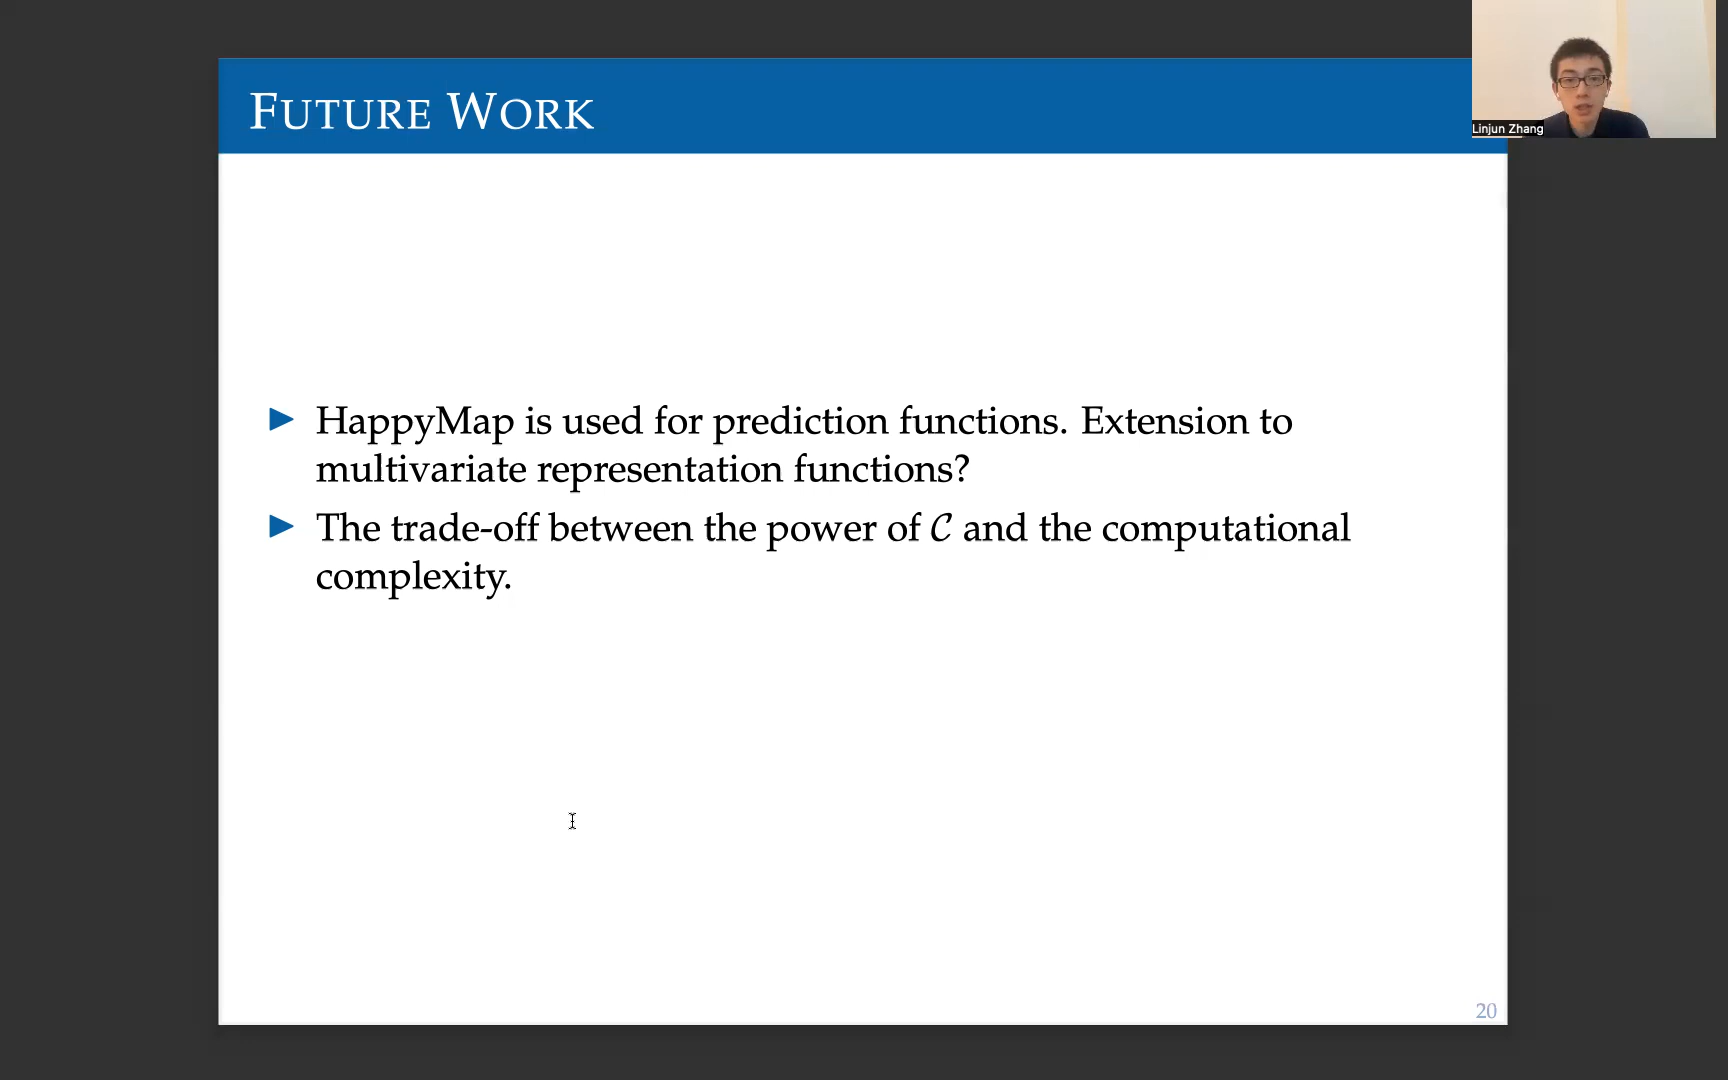 FUTURE WORK
Linjun Zhang
▶ HappyMap is used for prediction functions. Extension to
multivariate representation functions?
▶ The trade-off between the power of 𝒞 and the computational
complexity.
20